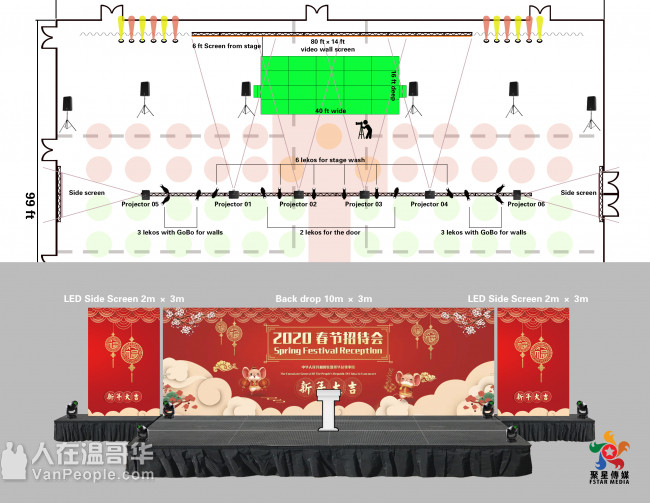 6 ft Screen from stage
80 ft × 14 ft
video wall screen
16 ft deep
40 ft wide
6 lekos for stage wash
99 ft
Side screen
Side screen
Projector 05
Projector 01
Projector 02
Projector 03
Projector 04
Projector 06
3 lekos with GoBo for walls
2 lekos for the door
3 lekos with GoBo for walls
LED Side Screen 2m × 3m
Back drop 10m × 3m
LED Side Screen 2m × 3m
2020 春节招待会
Spring Festival Reception
新年大吉
新年大吉
新年大吉
人在温哥华
VanPeople.com
聚星傳媒
FSTAR MEDIA